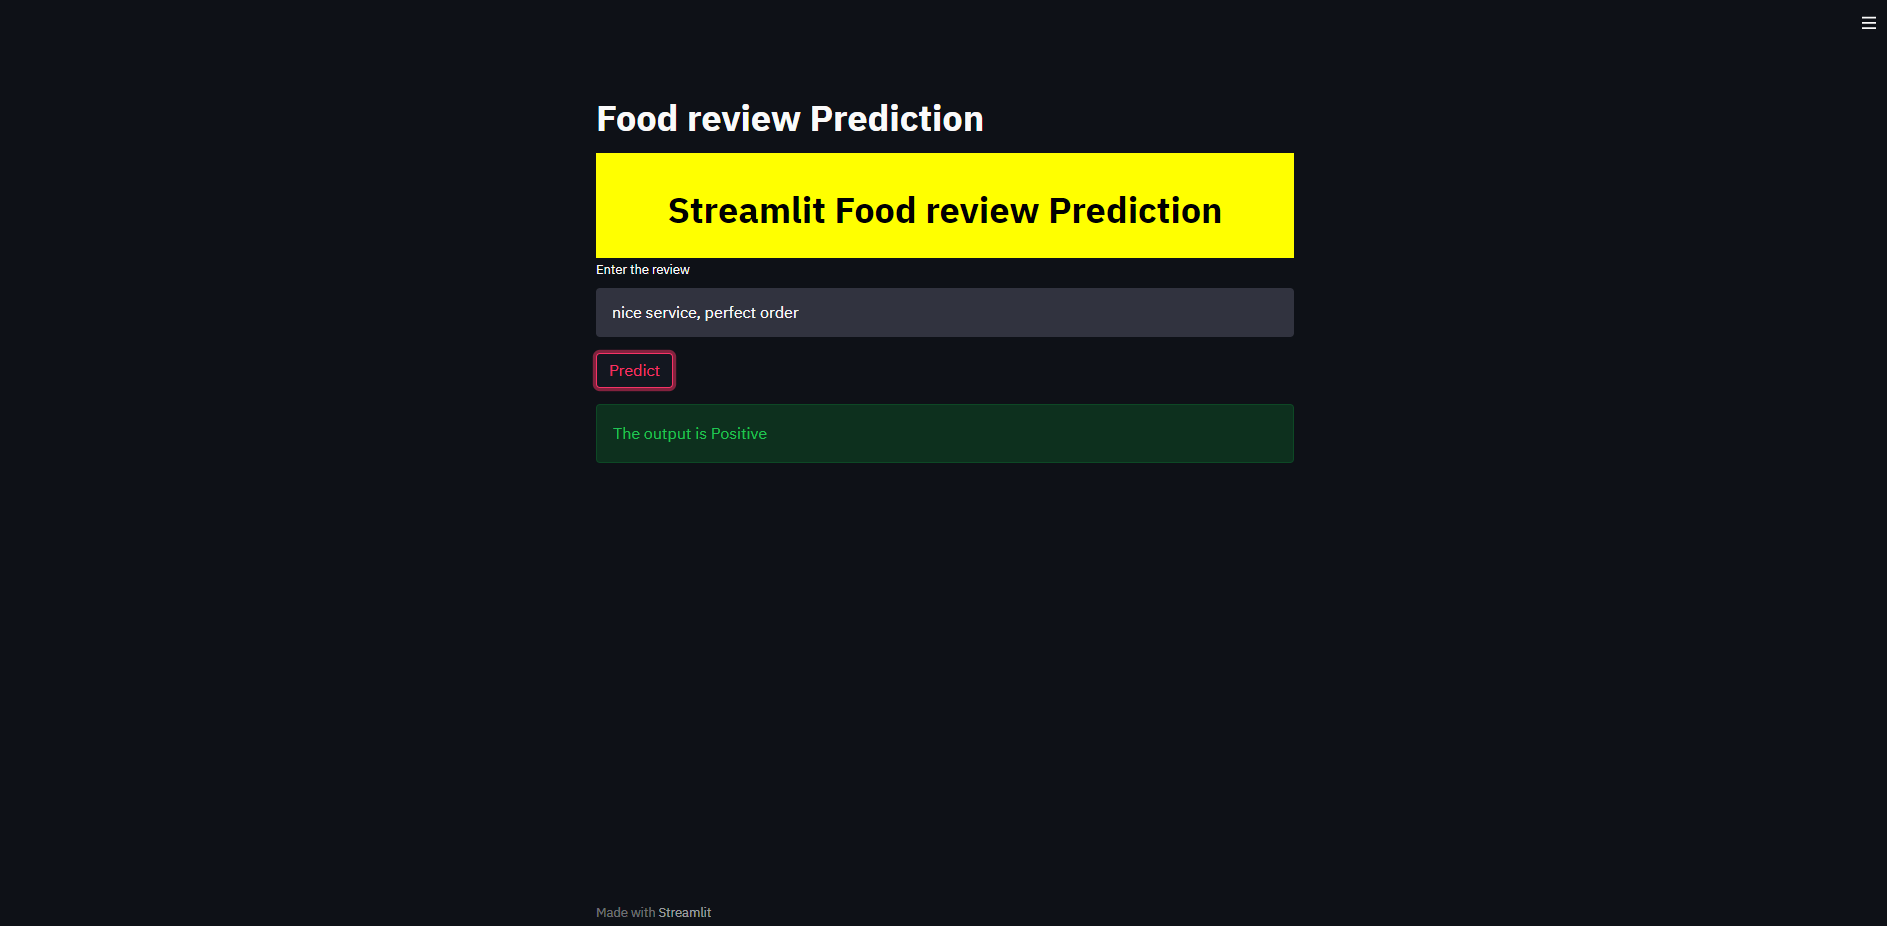 Food review Prediction
Streamlit Food review Prediction
Enter the review
nice service, perfect order
Predict
The output is Positive
Made with Streamlit